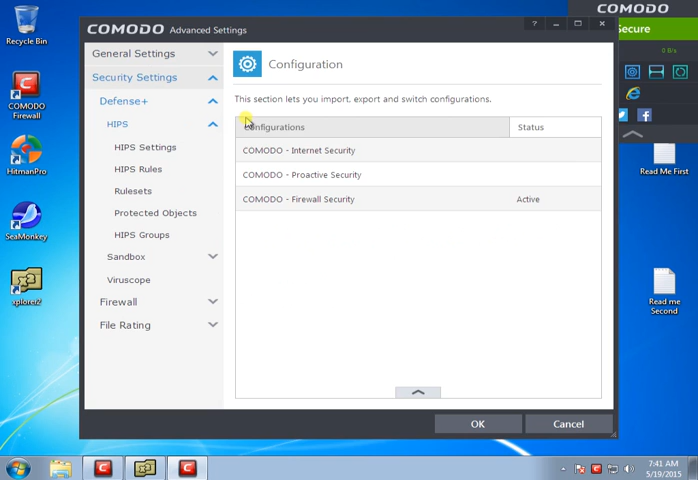 Recycle Bin
COMODO
Firewall
HitmanPro
SeaMonkey
xplorer2
COMODO Advanced Settings
?
General Settings
Security Settings
Defense+
HIPS
HIPS Settings
HIPS Rules
Rulesets
Protected Objects
HIPS Groups
Sandbox
Viruscope
Firewall
File Rating
Configuration
This section lets you import, export and switch configurations.
Configurations Status
COMODO - Internet Security
COMODO - Proactive Security
COMODO - Firewall Security Active
OK Cancel
COMODO
Secure
0 B/s
Read Me First
Read me
Second
7:41 AM
5/19/2015